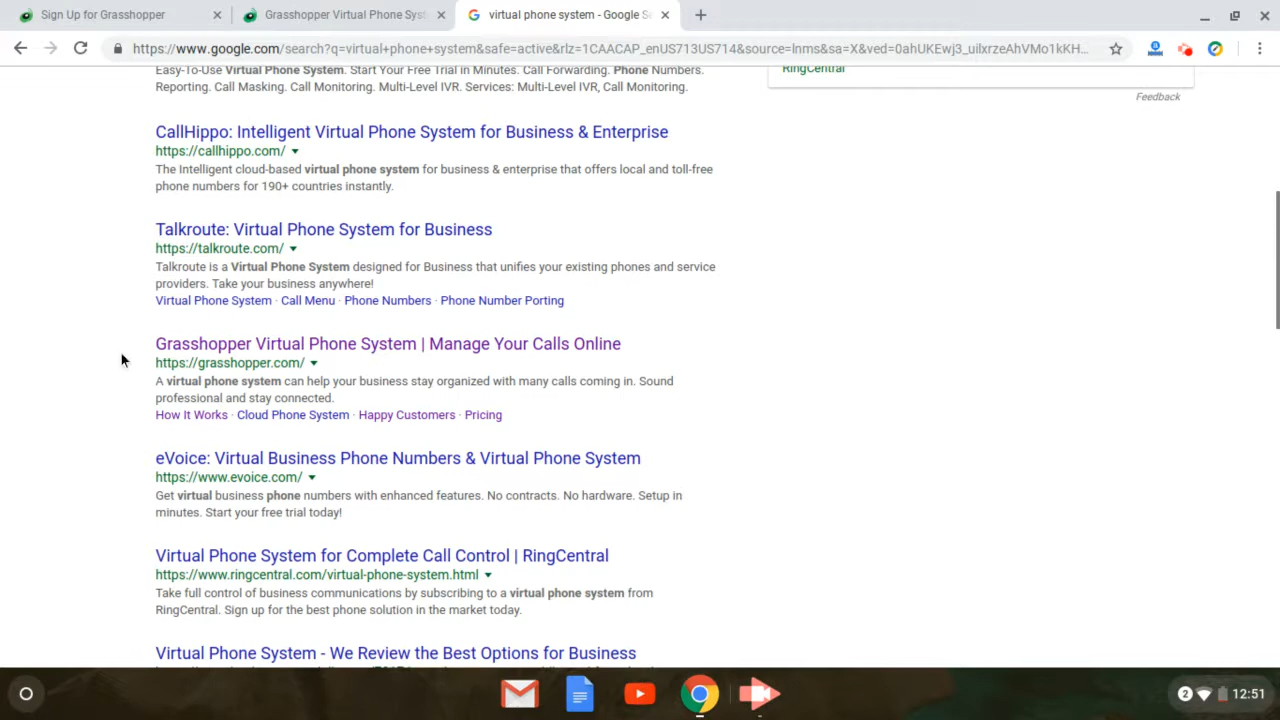 Sign Up for Grasshopper
Grasshopper Virtual Phone Syst
virtual phone system - Google Se
https://www.google.com/search?q=virtual+phone+system&safe=active&rlz=1CAACAP_enUS713US714&source=lnms&sa=X&ved=0ahUKEwj3_uilxrzeAhVMo1kKH...
Easy-To-Use Virtual Phone System. Start Your Free Trial in Minutes. Call Forwarding. Phone Numbers.
Reporting. Call Masking. Call Monitoring. Multi-Level IVR. Services: Multi-Level IVR, Call Monitoring.
RingCentral
Feedback
CallHippo: Intelligent Virtual Phone System for Business & Enterprise
https://callhippo.com/
The Intelligent cloud-based virtual phone system for business & enterprise that offers local and toll-free
phone numbers for 190+ countries instantly.
Talkroute: Virtual Phone System for Business
https://talkroute.com/
Talkroute is a Virtual Phone System designed for Business that unifies your existing phones and service
providers. Take your business anywhere!
Virtual Phone System · Call Menu · Phone Numbers · Phone Number Porting
Grasshopper Virtual Phone System | Manage Your Calls Online
https://grasshopper.com/
A virtual phone system can help your business stay organized with many calls coming in. Sound
professional and stay connected.
How It Works · Cloud Phone System · Happy Customers · Pricing
eVoice: Virtual Business Phone Numbers & Virtual Phone System
https://www.evoice.com/
Get virtual business phone numbers with enhanced features. No contracts. No hardware. Setup in
minutes. Start your free trial today!
Virtual Phone System for Complete Call Control | RingCentral
https://www.ringcentral.com/virtual-phone-system.html
Take full control of business communications by subscribing to a virtual phone system from
RingCentral. Sign up for the best phone solution in the market today.
Virtual Phone System - We Review the Best Options for Business
2
12:51